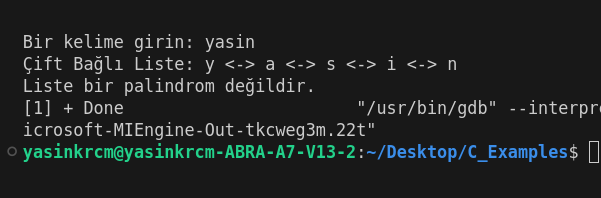 Bir kelime girin: yasin
Çift Bağlı Liste: y <-> a <-> s <-> i <-> n
Liste bir palindrom değildir.
[1] + Done                       "/usr/bin/gdb" --interpre
icrosoft-MIEngine-Out-tkcweg3m.22t"
yasinkrcm@yasinkrcm-ABRA-A7-V13-2:~/Desktop/C_Examples$